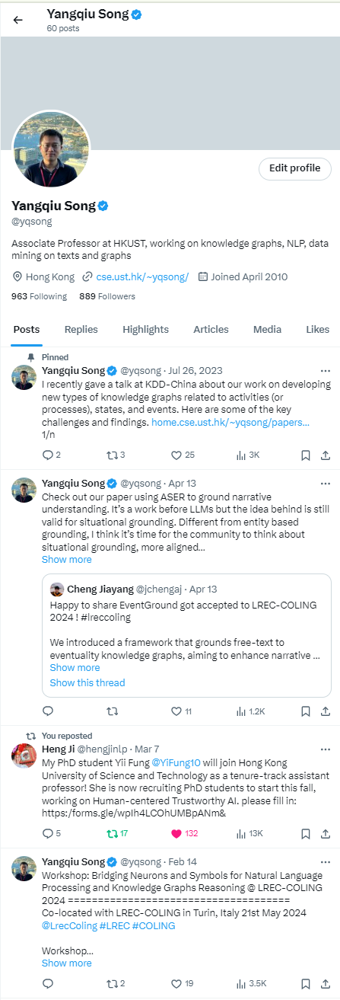 Yangqiu Song
60 posts
Edit profile
Yangqiu Song
@yqsong
Associate Professor at HKUST, working on knowledge graphs, NLP, data
mining on texts and graphs
Hong Kong cse.ust.hk/~yqsong/ Joined April 2010
963 Following 889 Followers
Posts Replies Highlights Articles Media Likes
Pinned
Yangqiu Song @yqsong · Jul 26, 2023
I recently gave a talk at KDD-China about our work on developing
new types of knowledge graphs related to activities (or
processes), states, and events. Here are some of the key
challenges and findings. home.cse.ust.hk/~yqsong/papers…
1/n
2 3 25 3K
Yangqiu Song @yqsong · Apr 13
Check out our paper using ASER to ground narrative
understanding. It's a work before LLMs but the idea behind is still
valid for situational grounding. Different from entity based
grounding, I think it's time for the community to think about
situational grounding, more aligned...
Show more
Cheng Jiayang @jchengaj · Apr 13
Happy to share EventGround got accepted to LREC-COLING
2024 ! #lreccoling
We introduced a framework that grounds free-text to
eventuality knowledge graphs, aiming to enhance narrative ...
Show more
Show this thread
11 1.2K
You reposted
Heng Ji @hengjinlp · Mar 7
My PhD student Yii Fung @YiFung10 will join Hong Kong
University of Science and Technology as a tenure-track assistant
professor! She is now recruiting PhD students to start this fall,
working on Human-centered Trustworthy AI. please fill in:
https:/forms.gle/wpIh4LCOhUMBpANm&
5 17 132 13K
Yangqiu Song @yqsong · Feb 14
Workshop: Bridging Neurons and Symbols for Natural Language
Processing and Knowledge Graphs Reasoning @ LREC-COLING
2024 =====================================
Co-located with LREC-COLING in Turin, Italy 21st May 2024
@LrecColing #LREC #COLING
Workshop...
Show more
2 19 3.5K